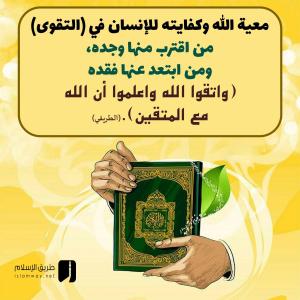 معية الله وكفايته للإنسان في (التقوى)
من اقترب منها وجده،
ومن ابتعد عنها فقده
(واتقوا الله واعلموا أن الله
مع المتقين). (الطريفي)
طريق الإسلام
islamway.net